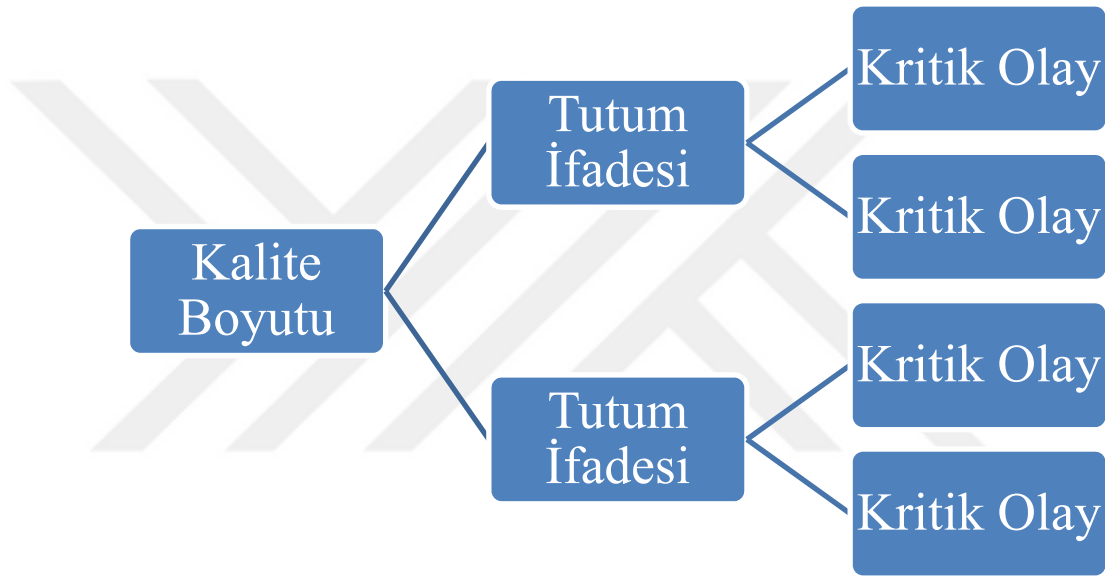 Kalite
Boyutu
Tutum
İfadesi
Kritik Olay
Kritik Olay
Tutum
İfadesi
Kritik Olay
Kritik Olay